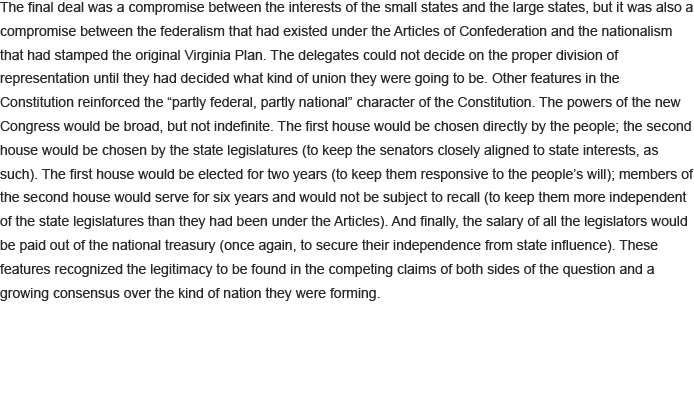 The final deal was a compromise between the interests of the small states and the large states, but it was also a
compromise between the federalism that had existed under the Articles of Confederation and the nationalism
that had stamped the original Virginia Plan. The delegates could not decide on the proper division of
representation until they had decided what kind of union they were going to be. Other features in the
Constitution reinforced the “partly federal, partly national” character of the Constitution. The powers of the new
Congress would be broad, but not indefinite. The first house would be chosen directly by the people; the second
house would be chosen by the state legislatures (to keep the senators closely aligned to state interests, as
such). The first house would be elected for two years (to keep them responsive to the people’s will); members of
the second house would serve for six years and would not be subject to recall (to keep them more independent
of the state legislatures than they had been under the Articles). And finally, the salary of all the legislators would
be paid out of the national treasury (once again, to secure their independence from state influence). These
features recognized the legitimacy to be found in the competing claims of both sides of the question and a
growing consensus over the kind of nation they were forming.